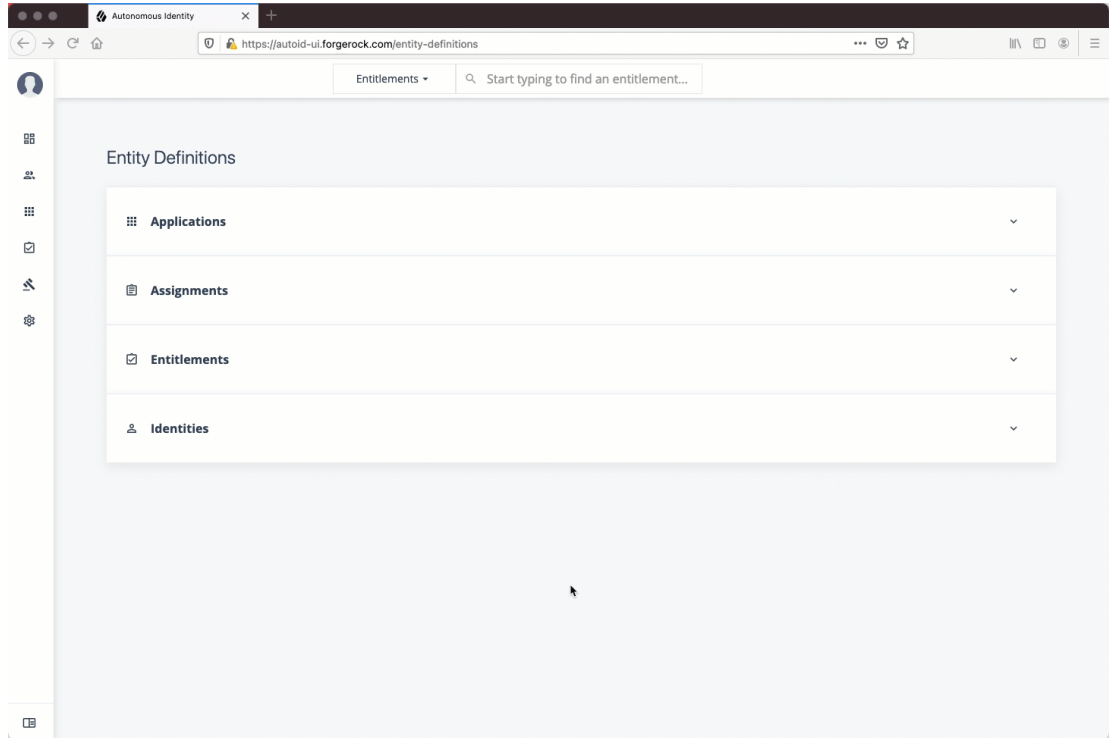 Autonomous Identity
https://autoid-ui.forgerock.com/entity-definitions
Entitlements
Start typing to find an entitlement...
Entity Definitions
Applications
Assignments
Entitlements
Identities